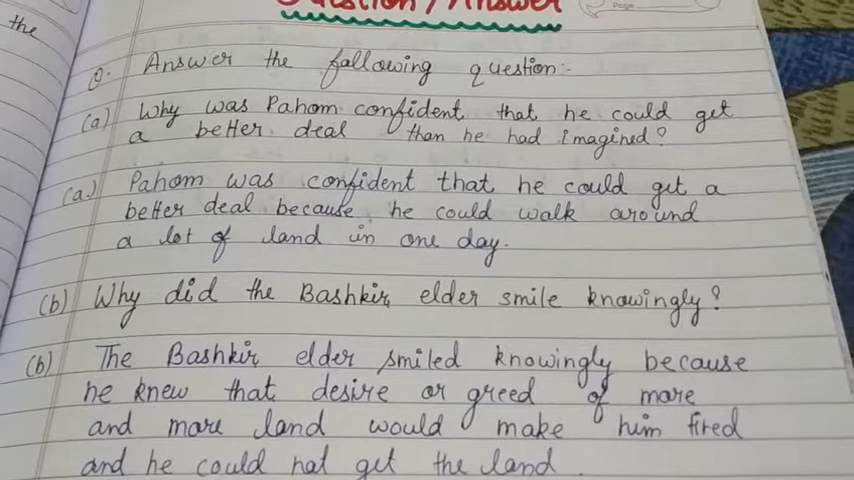 Question / Answer
Page
the
Q. Answer the following question:-
(a) Why was Pahom confident that he could get
a better deal than he had imagined?
(a.) Pahom was confident that he could get a
better deal because he could walk around
a lot of land in one day.
(b) Why did the Bashkir elder smile knowingly?
(b) The Bashkir elder smiled knowingly because
he knew that desire or greed of more
and more land would make him tired
and he could not get the land.